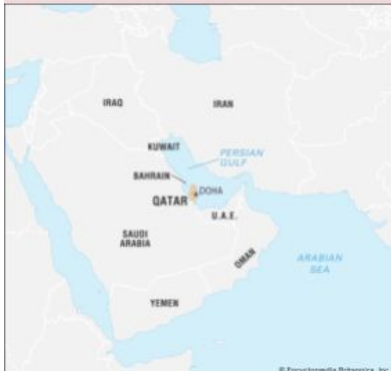 IRAQ
IRAN
KUWAIT
PERSIAN
GULF
BAHRAIN
DOHA
QATAR
U.A.E.
SAUDI
ARABIA
OMAN
ARABIAN
SEA
YEMEN
© Encyclopædia Britannica, Inc.